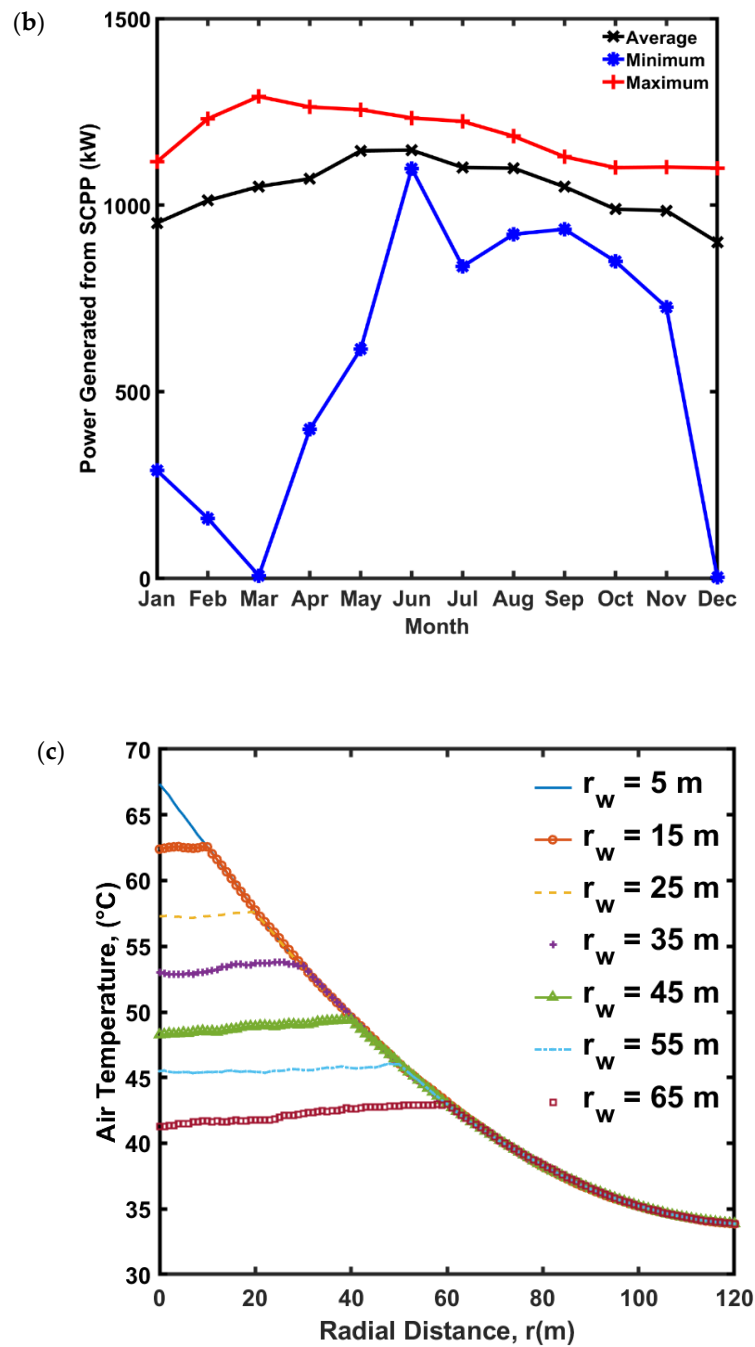 (b)
1500
1000
500
0
Power Generated from SCPP (kW)
Average
Minimum
Maximum
Jan Feb Mar Apr May Jun Jul Aug Sep Oct Nov Dec
Month
(c)
70
65
60
55
50
45
40
35
30
Air Temperature, (°C)
r_w = 5 m
r_w = 15 m
r_w = 25 m
r_w = 35 m
r_w = 45 m
r_w = 55 m
r_w = 65 m
0 20 40 60 80 100 120
Radial Distance, r(m)